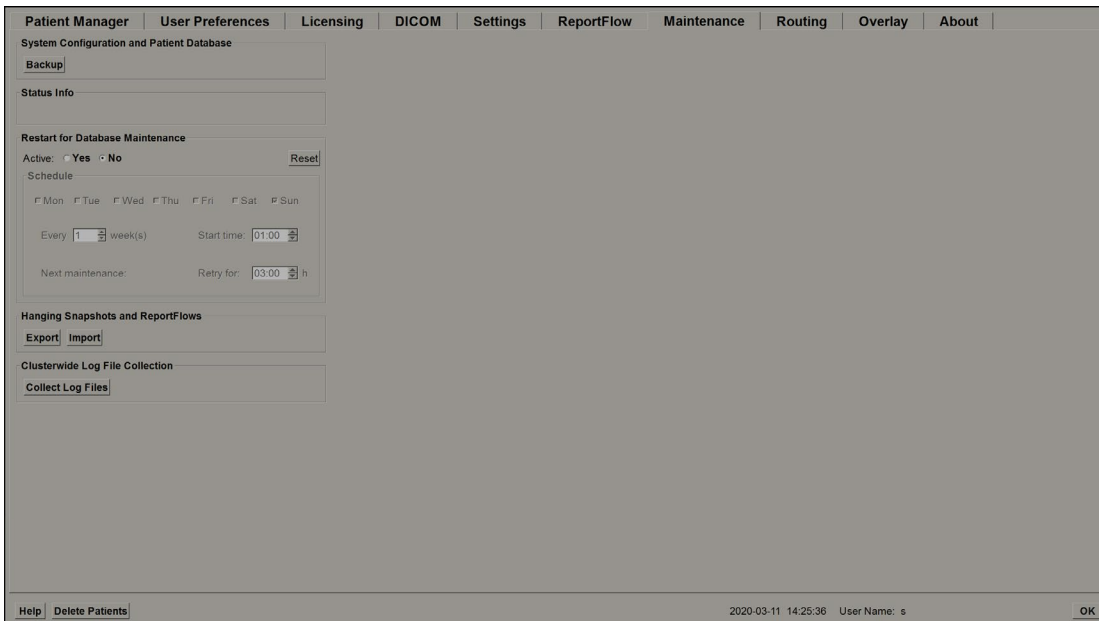 Patient Manager User Preferences Licensing DICOM Settings ReportFlow Maintenance Routing Overlay About
System Configuration and Patient Database
Backup
Status Info
Restart for Database Maintenance
Active: Yes No Reset
Schedule
Mon Tue Wed Thu Fri Sat Sun
Every 1 week(s) Start time: 01:00
Next maintenance: Retry for: 03:00 h
Hanging Snapshots and ReportFlows
Export Import
Clusterwide Log File Collection
Collect Log Files
Help Delete Patients 2020-03-11 14:25:36 User Name: s OK